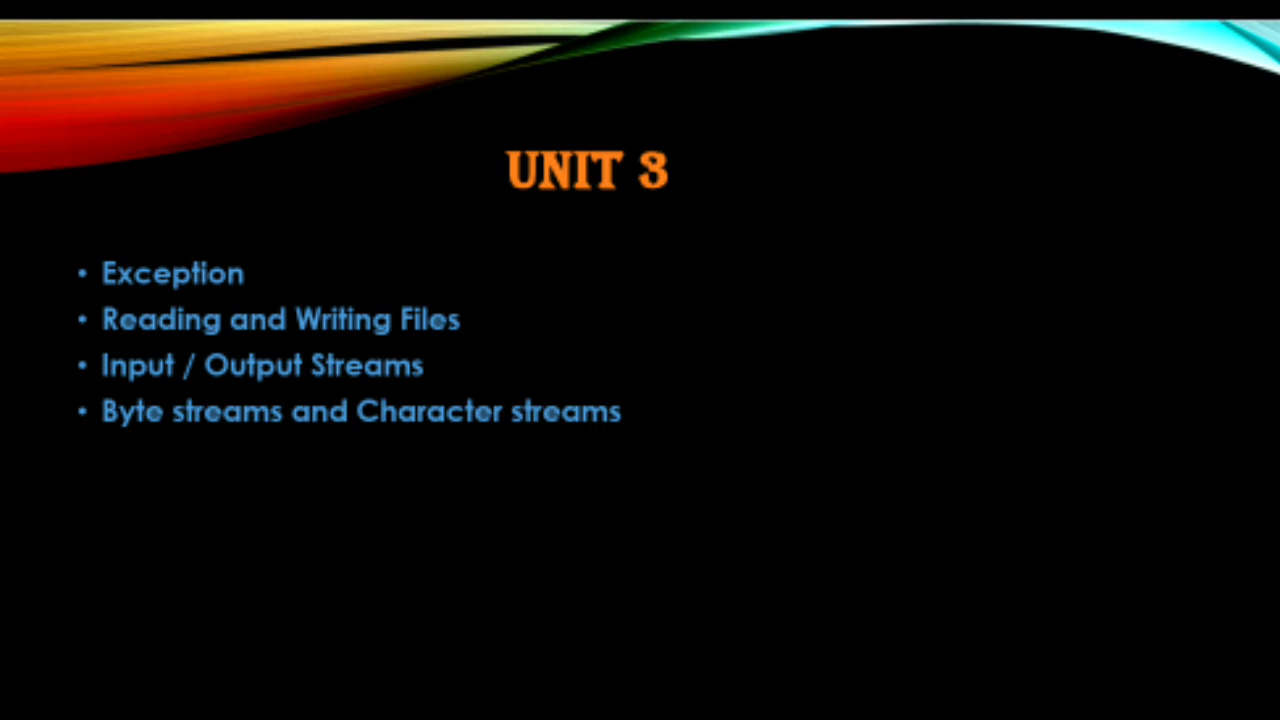 UNIT 3
• Exception
• Reading and Writing Files
• Input / Output Streams
• Byte streams and Character streams